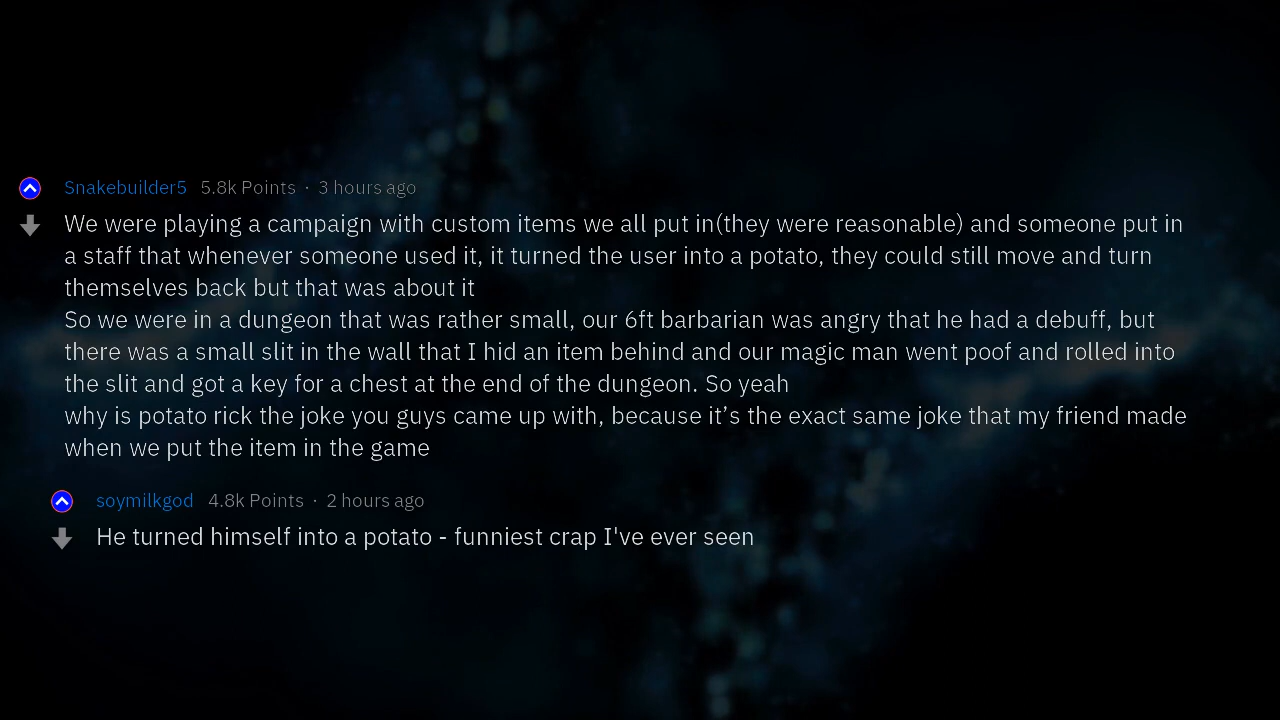 Snakebuilder5 5.8k Points · 3 hours ago
We were playing a campaign with custom items we all put in(they were reasonable) and someone put in
a staff that whenever someone used it, it turned the user into a potato, they could still move and turn
themselves back but that was about it
So we were in a dungeon that was rather small, our 6ft barbarian was angry that he had a debuff, but
there was a small slit in the wall that I hid an item behind and our magic man went poof and rolled into
the slit and got a key for a chest at the end of the dungeon. So yeah
why is potato rick the joke you guys came up with, because it’s the exact same joke that my friend made
when we put the item in the game
soymilkgod 4.8k Points · 2 hours ago
He turned himself into a potato - funniest crap I've ever seen